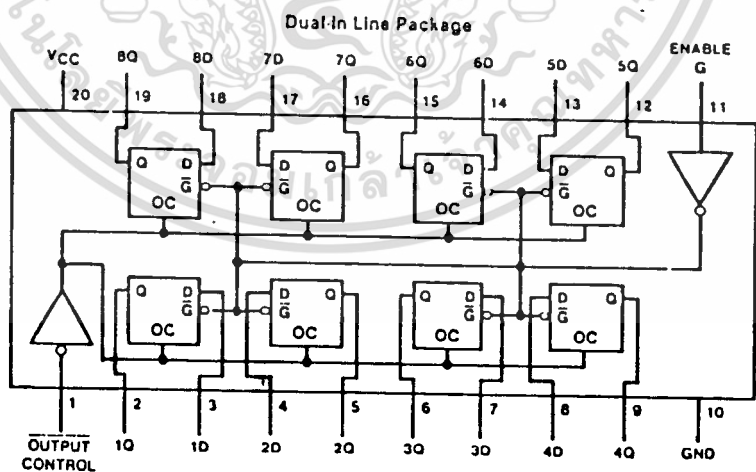 Dual-In Line Package
VCC 8Q 8D 7D 7Q 6Q 6D 5D 5Q ENABLE G
20 19 18 17 16 15 14 13 12 11
Q D D Q Q D D Q
G G G G
OC OC OC OC
Q D D Q Q D D Q
G G G G
OC OC OC OC
1 2 3 4 5 6 7 8 9 10
OUTPUT CONTROL 1Q 1D 2D 2Q 3Q 3D 4D 4Q GND